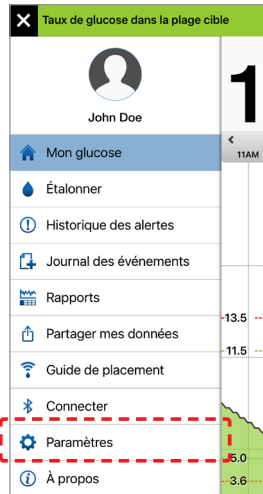 Taux de glucose dans la plage cible
John Doe
1
Mon glucose
11AM
Étalonner
Historique des alertes
Journal des événements
Rapports
13.5
Partager mes données
11.5
Guide de placement
Connecter
Paramètres
5.0
À propos
3.6